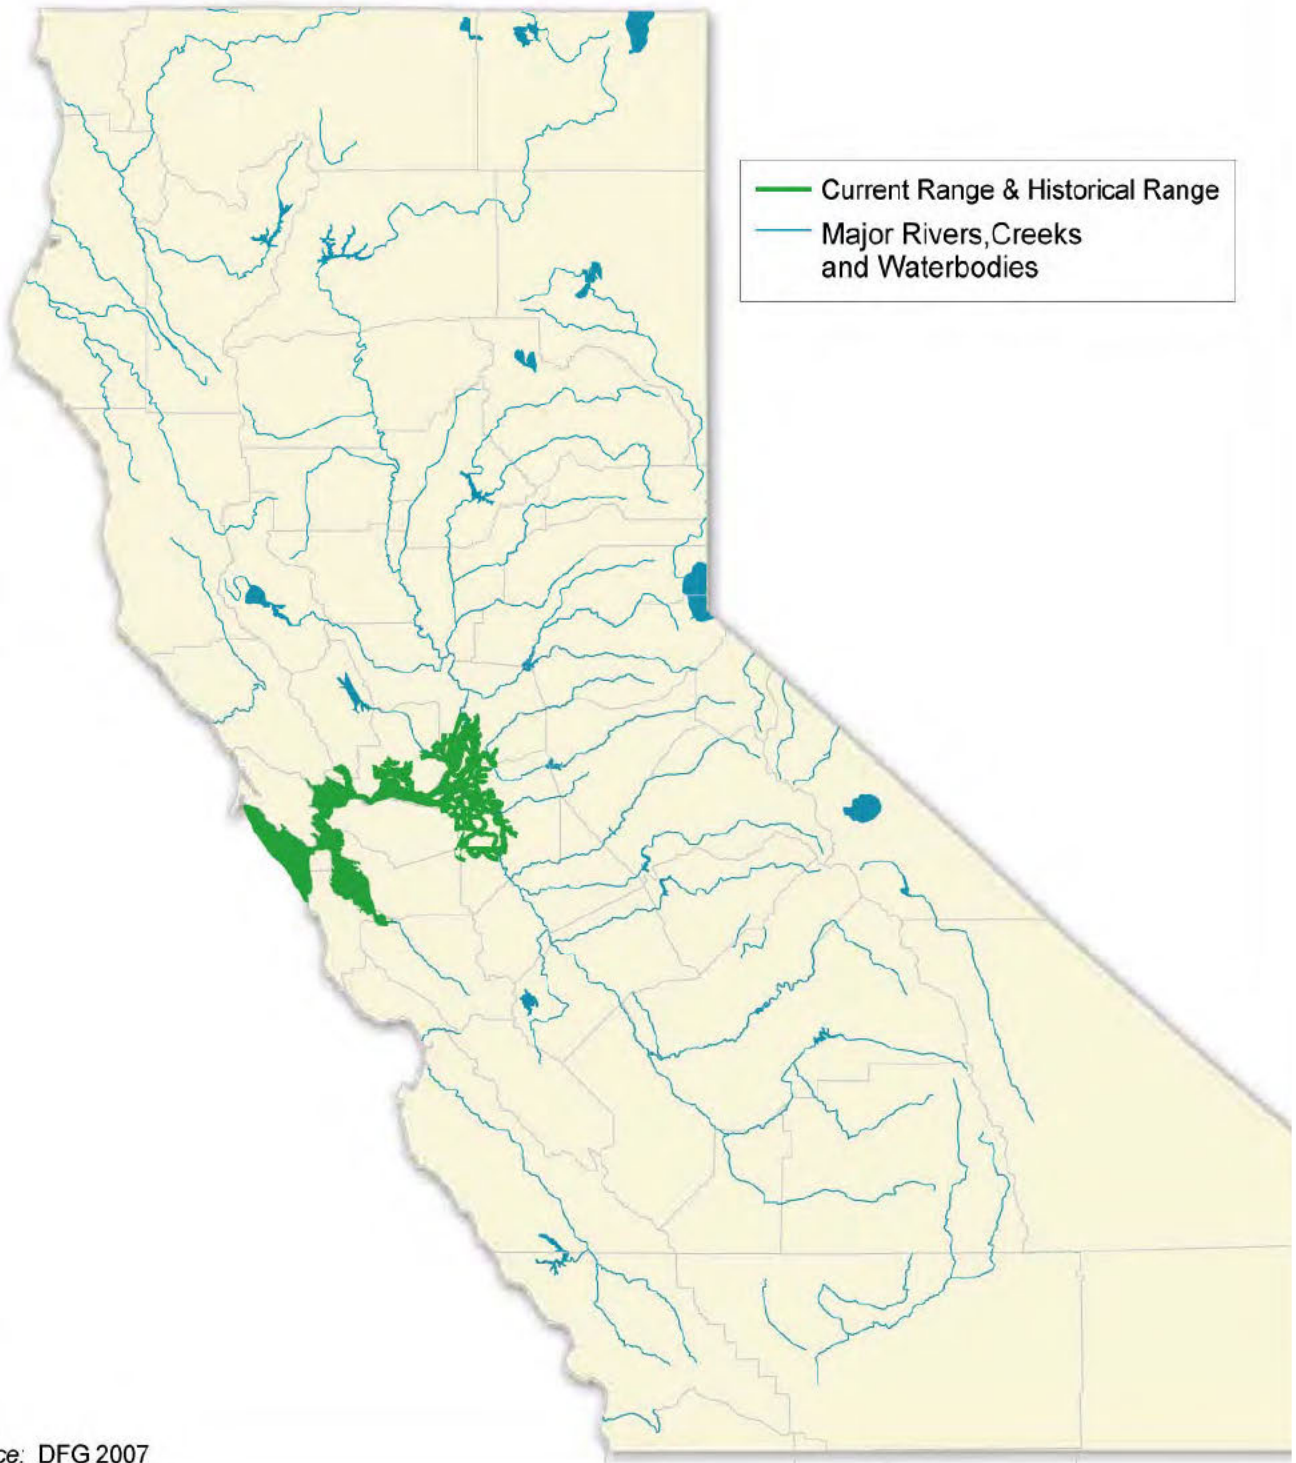 Current Range & Historical Range
Major Rivers,Creeks
and Waterbodies
ce: DFG 2007